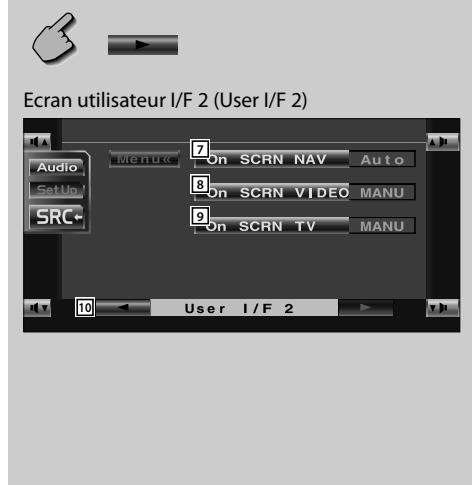 Ecran utilisateur I/F 2 (User I/F 2)
Audio
Menu«
7
On SCRN NAV Auto
SetUp
8
On SCRN VIDEO MANU
SRC
9
On SCRN TV MANU
10
User I/F 2